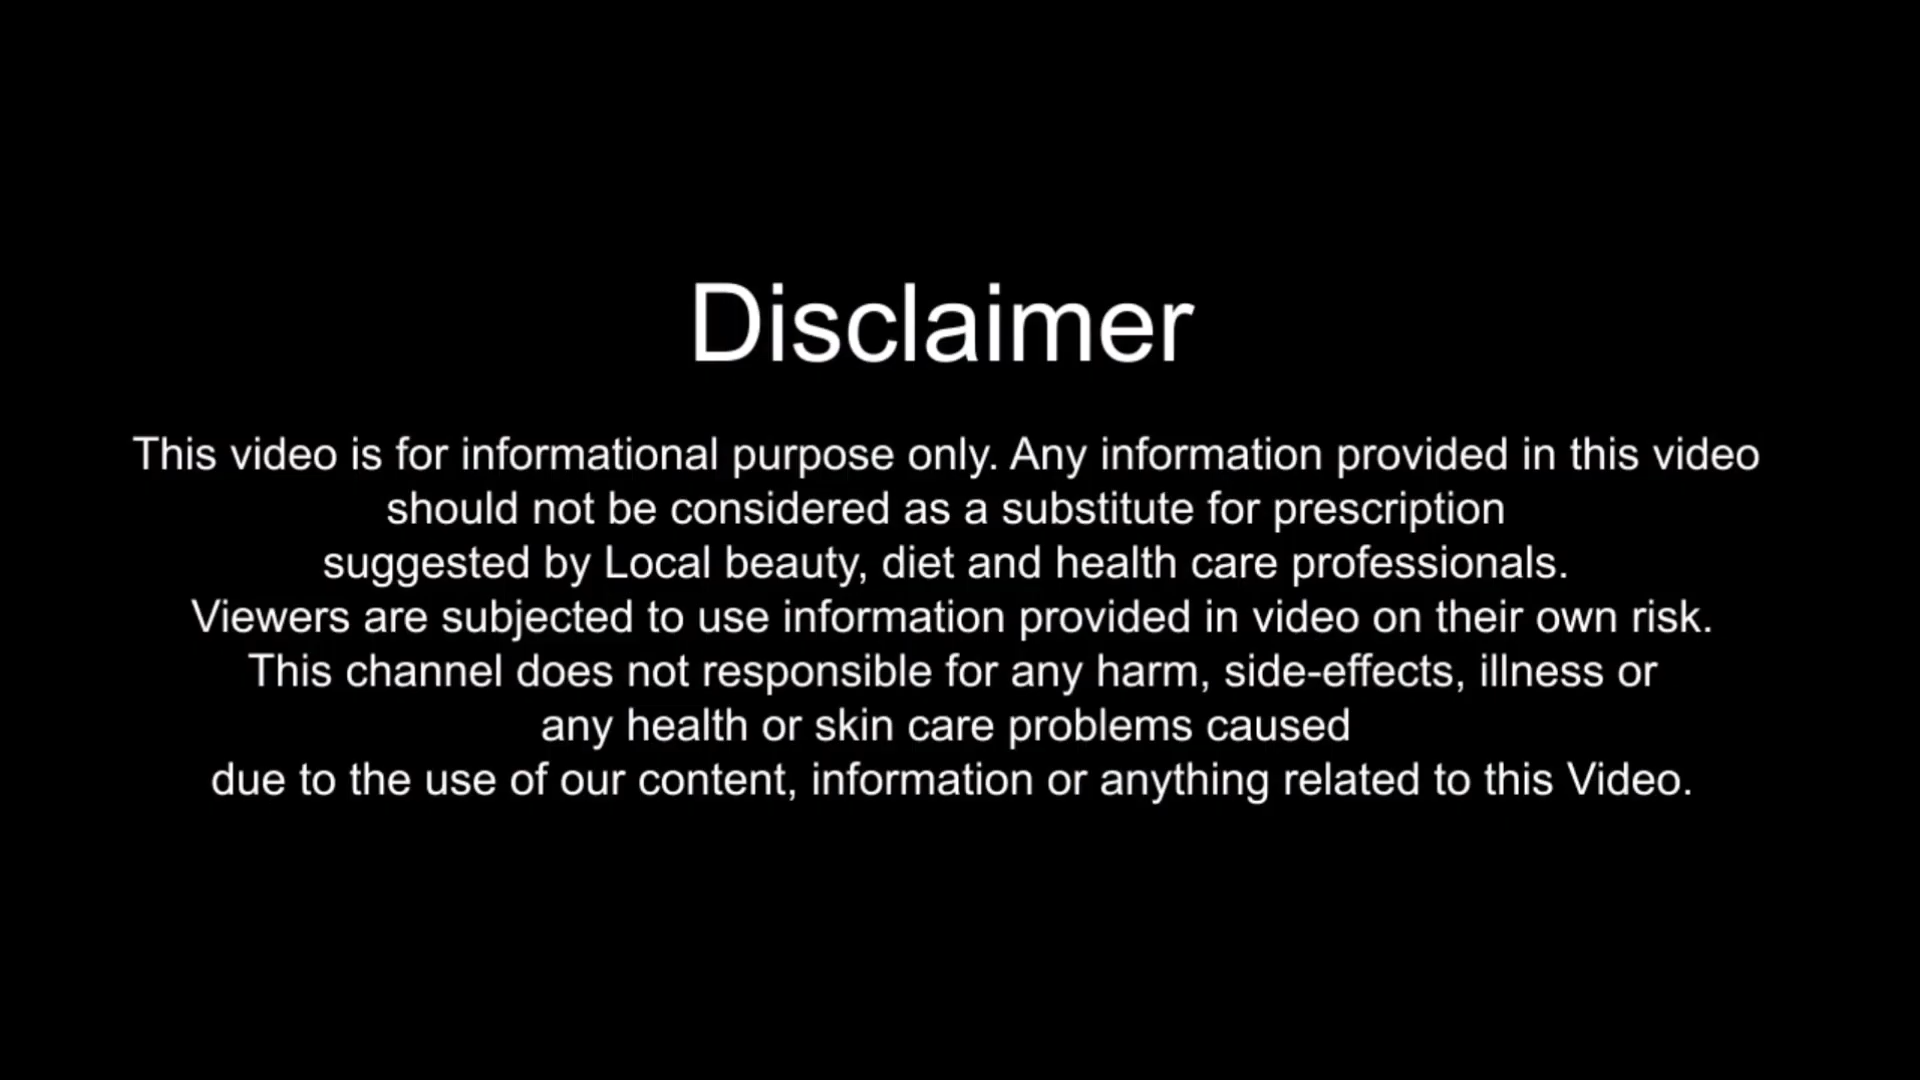 Disclaimer
This video is for informational purpose only. Any information provided in this video
should not be considered as a substitute for prescription
suggested by Local beauty, diet and health care professionals.
Viewers are subjected to use information provided in video on their own risk.
This channel does not responsible for any harm, side-effects, illness or
any health or skin care problems caused
due to the use of our content, information or anything related to this Video.